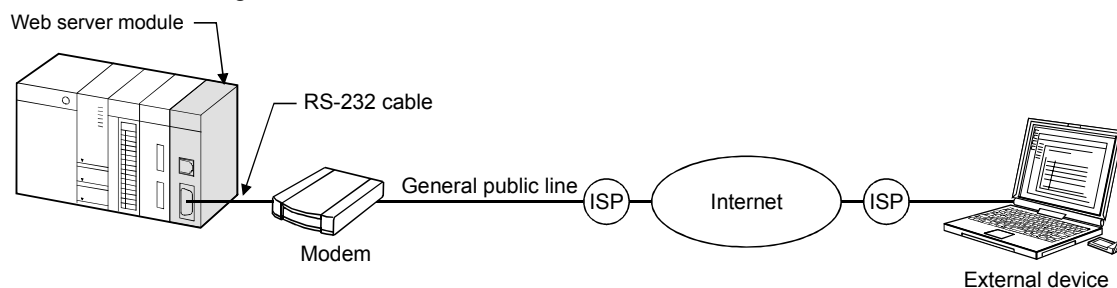 Web server module
RS-232 cable
General public line
ISP
Internet
ISP
Modem
External device